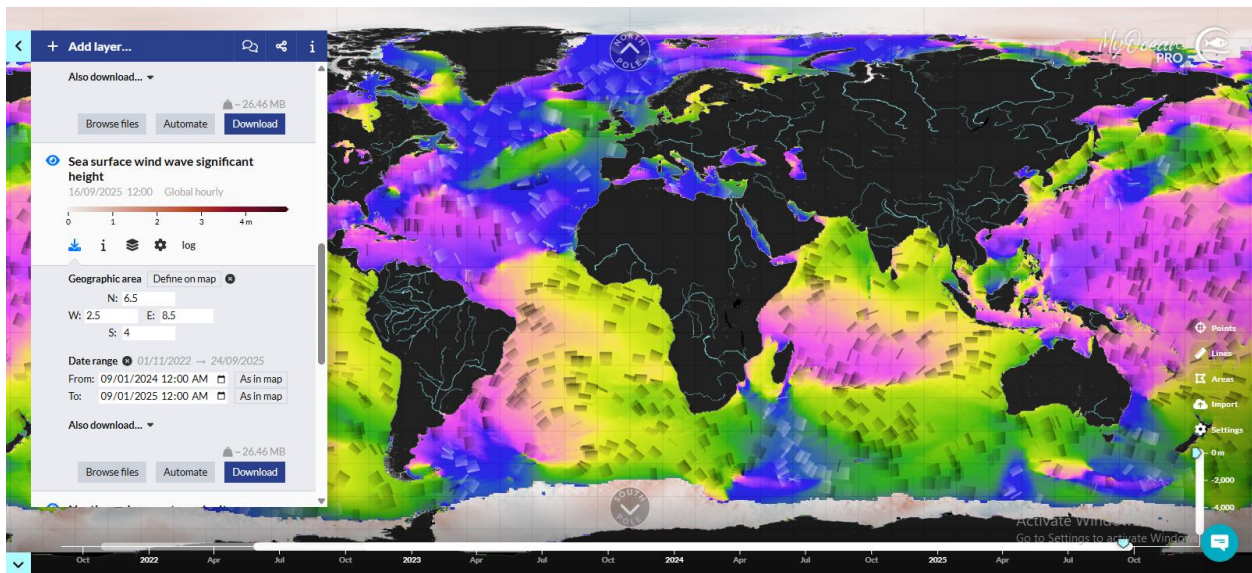 + Add layer...
Also download...
~ 26.46 MB
Browse files Automate Download
Sea surface wind wave significant
height
16/09/2025 12:00 Global hourly
0 1 2 3 4 m
i log
Geographic area Define on map
N: 6.5
W: 2.5 E: 8.5
S: 4
Date range 01/11/2022 → 24/09/2025
From: 09/01/2024 12:00 AM As in map
To: 09/01/2025 12:00 AM As in map
Also download...
~ 26.46 MB
Browse files Automate Download
NORTH
POLE
MyOcean
PRO
Points
Lines
Areas
Import
Settings
0 m
-2,000
-4,000
SOUTH
POLE
Activate Windows
Go to Settings to activate Windows.
Oct 2022 Apr Jul Oct 2023 Apr Jul Oct 2024 Apr Jul Oct 2025 Apr Jul Oct